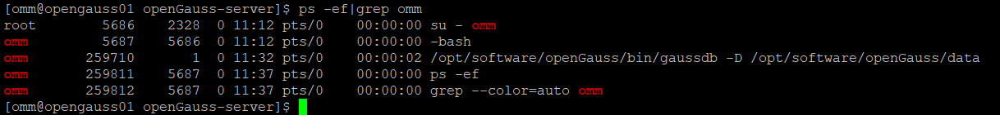 [omm@opengauss01 openGauss-server]$ ps -ef|grep omm
root        5686    2328  0 11:12 pts/0    00:00:00 su - omm
omm         5687    5686  0 11:12 pts/0    00:00:00 -bash
omm       259710       1  0 11:32 pts/0    00:00:02 /opt/software/openGauss/bin/gaussdb -D /opt/software/openGauss/data
omm       259811    5687  0 11:37 pts/0    00:00:00 ps -ef
omm       259812    5687  0 11:37 pts/0    00:00:00 grep --color=auto omm
[omm@opengauss01 openGauss-server]$